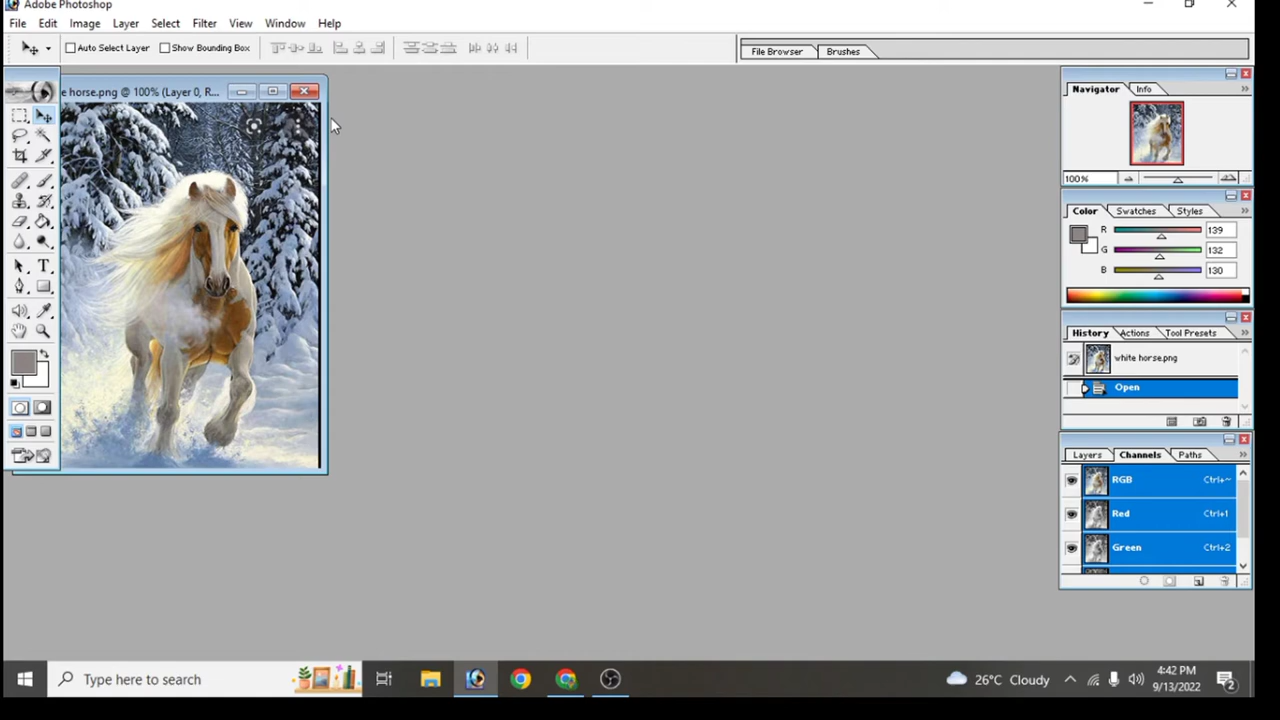 Adobe Photoshop
File Edit Image Layer Select Filter View Window Help
Auto Select Layer Show Bounding Box File Browser Brushes
e horse.png @ 100% (Layer 0, R...
Navigator Info
100%
Color Swatches Styles
R 139
G 132
B 130
History Actions Tool Presets
white horse.png
Open
Layers Channels Paths
RGB Ctrl+~
Red Ctrl+1
Green Ctrl+2
Type here to search
26°C Cloudy
4:42 PM
9/13/2022
2